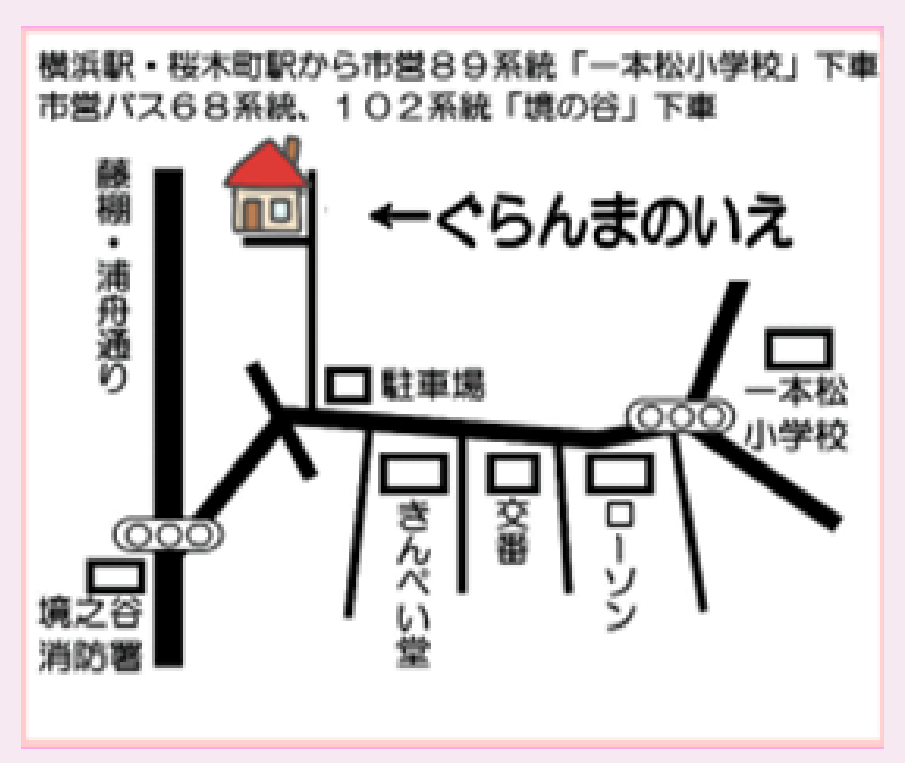 横浜駅・桜木町駅から市営８９系統「一本松小学校」下車
市営バス６８系統、１０２系統「境の谷」下車
藤棚・浦舟通り
←ぐらんまのいえ
駐車場
一本松
小学校
きんぺい堂
交番
ローソン
境之谷
消防署